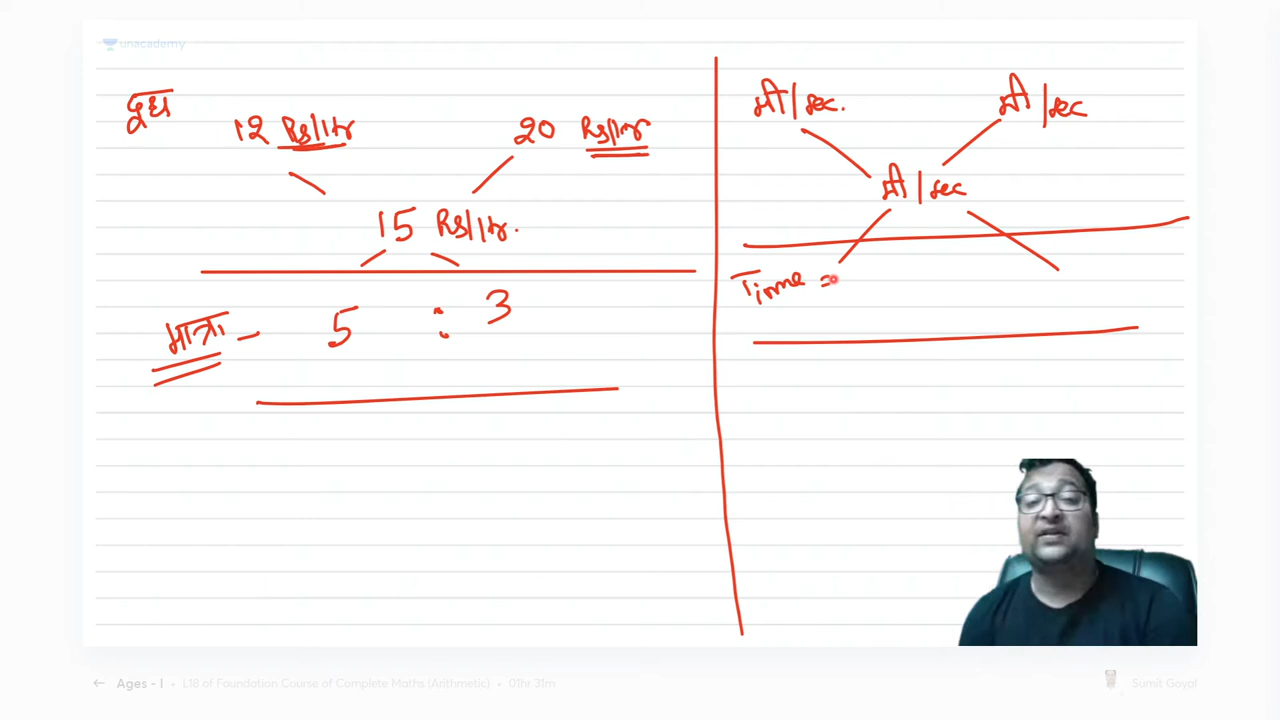 unacademy
दूध
12 Rs/ltr
20 Rs/ltr
15 Rs/ltr.
मात्रा - 5 : 3
मी/sec.
मी/sec
मी/sec
Time =
Ages - I • L18 of Foundation Course of Complete Maths (Arithmetic) • 01hr 31m
Sumit Goyal